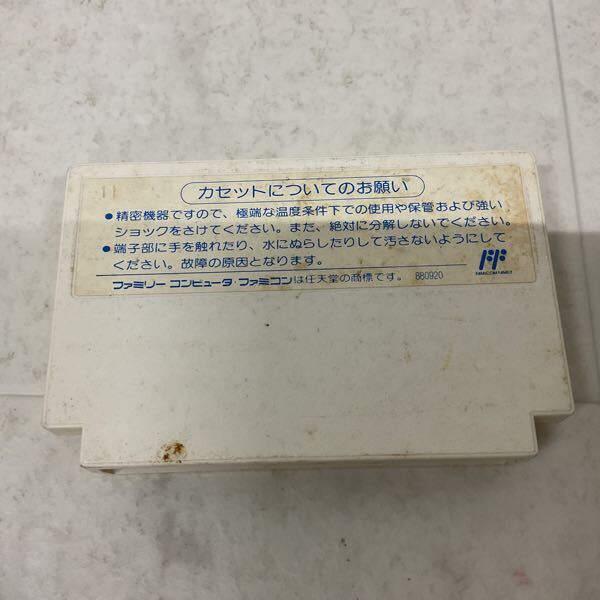 11
カセットについてのお願い
●精密機器ですので、極端な温度条件下での使用や保管および強い
ショックをさけてください。また、絶対に分解しないでください。
●端子部に手を触れたり、水にぬらしたりして汚さないようにして
ください。故障の原因となります。
FAMICOM FAMILY
ファミリー コンピュータ・ファミコンは任天堂の商標です。 880920